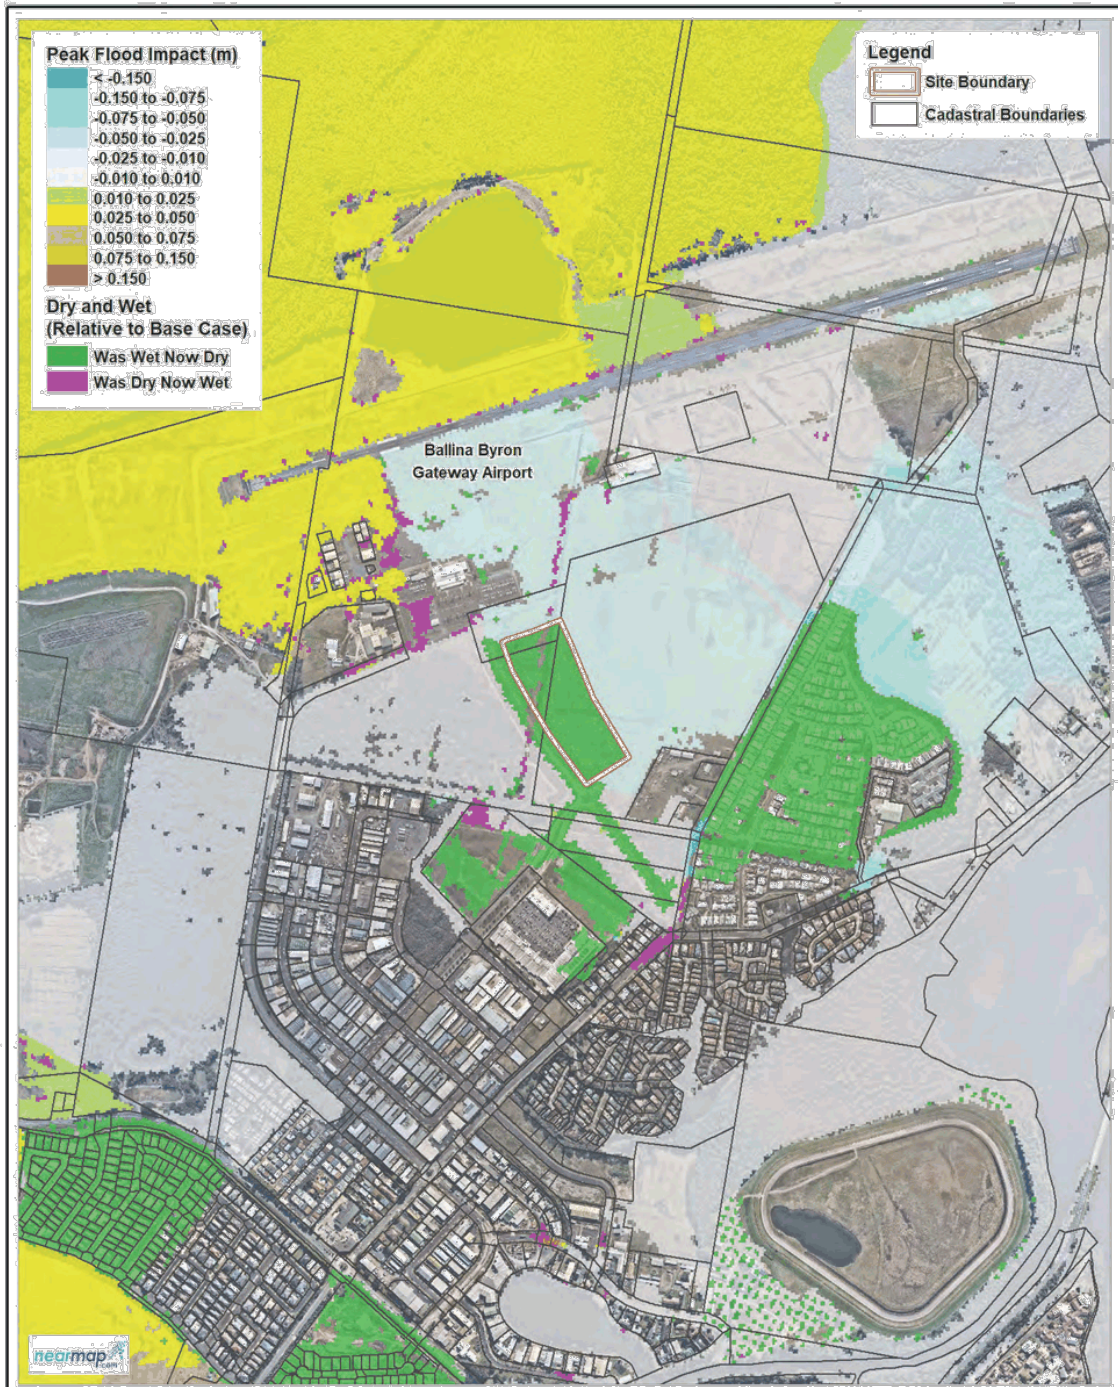 Peak Flood Impact (m)
< -0.150
-0.150 to -0.075
-0.075 to -0.050
-0.050 to -0.025
-0.025 to -0.010
-0.010 to 0.010
0.010 to 0.025
0.025 to 0.050
0.050 to 0.075
0.075 to 0.150
> 0.150
Dry and Wet
(Relative to Base Case)
Was Wet Now Dry
Was Dry Now Wet
Legend
Site Boundary
Cadastral Boundaries
Ballina Byron
Gateway Airport
nearmap
.com